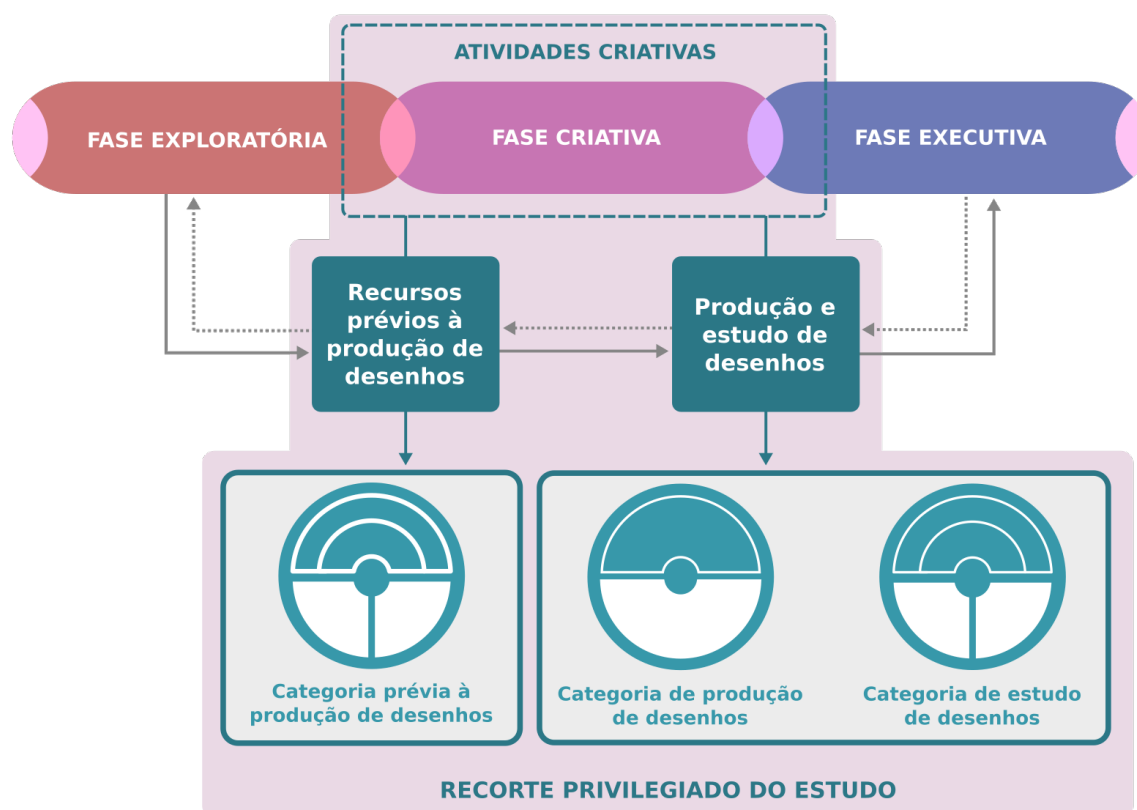 ATIVIDADES CRIATIVAS
FASE EXPLORATÓRIA
FASE CRIATIVA
FASE EXECUTIVA
Recursos
prévios à
produção de
desenhos
Produção e
estudo de
desenhos
Categoria prévia à
produção de desenhos
Categoria de produção
de desenhos
Categoria de estudo
de desenhos
RECORTE PRIVILEGIADO DO ESTUDO